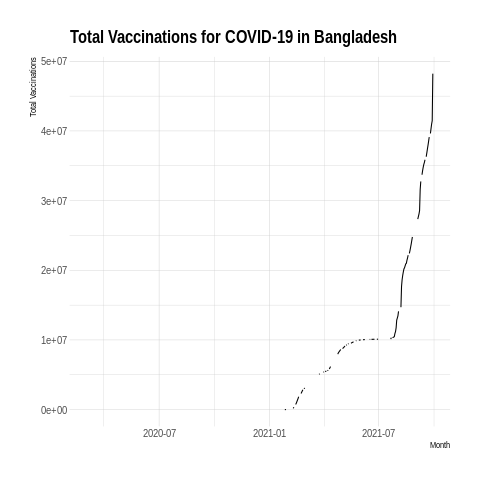 Total Vaccinations for COVID-19 in Bangladesh
Total Vaccinations
5e+07
4e+07
3e+07
2e+07
1e+07
0e+00
2020-07
2021-01
2021-07
Month